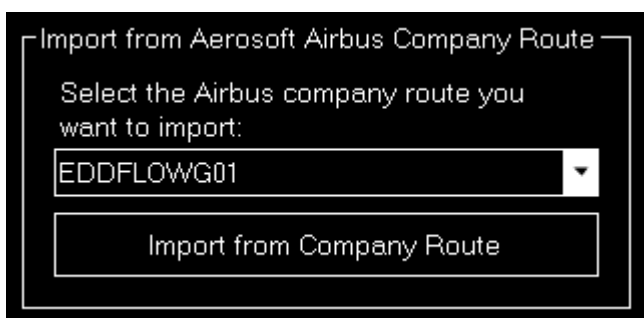 Import from Aerosoft Airbus Company Route
Select the Airbus company route you
want to import:
EDDFLOWG01
Import from Company Route